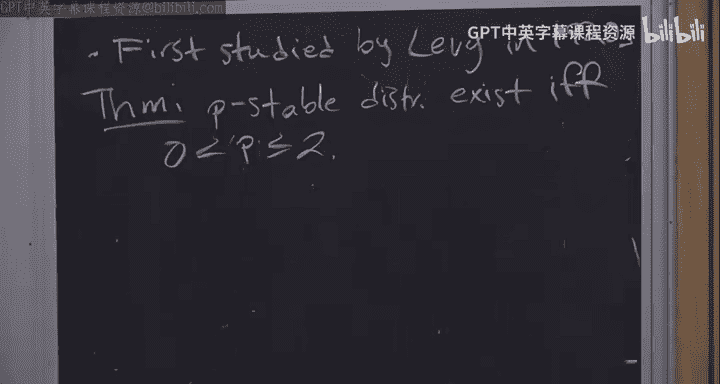 GPT中英字幕课程资源@bilibili.com
GPT中英字幕课程资源 bilibili
· First studied by Levy in
Thm: p-stable distr. exist iff
0 < p ≤ 2.